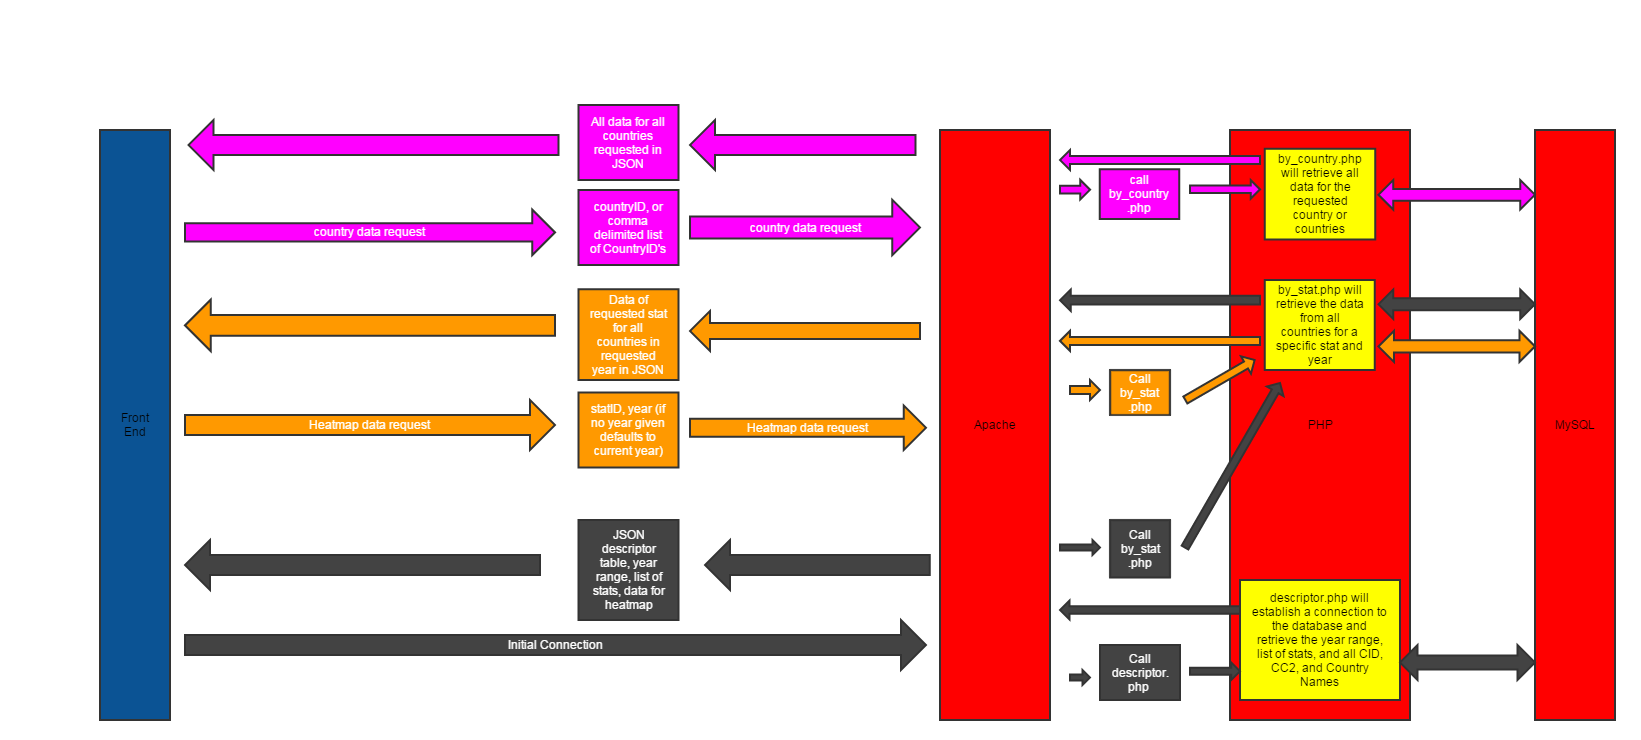 All data for all
countries
requested in
JSON
by_country.php
will retrieve all
data for the
requested
country or
countries
call
by_country
.php
countryID, or
comma
delimited list
of CountryID's
country data request
country data request
Data of
requested stat
for all
countries in
requested
year in JSON
by_stat.php will
retrieve the data
from all
countries for a
specific stat and
year
Call
by_stat
.php
statID, year (if
no year given
defaults to
current year)
Heatmap data request
Heatmap data request
Front
End
Apache
PHP
MySQL
JSON
descriptor
table, year
range, list of
stats, data for
heatmap
Call
by_stat
.php
descriptor.php will
establish a connection to
the database and
retrieve the year range,
list of stats, and all CID,
CC2, and Country
Names
Initial Connection
Call
descriptor.
php